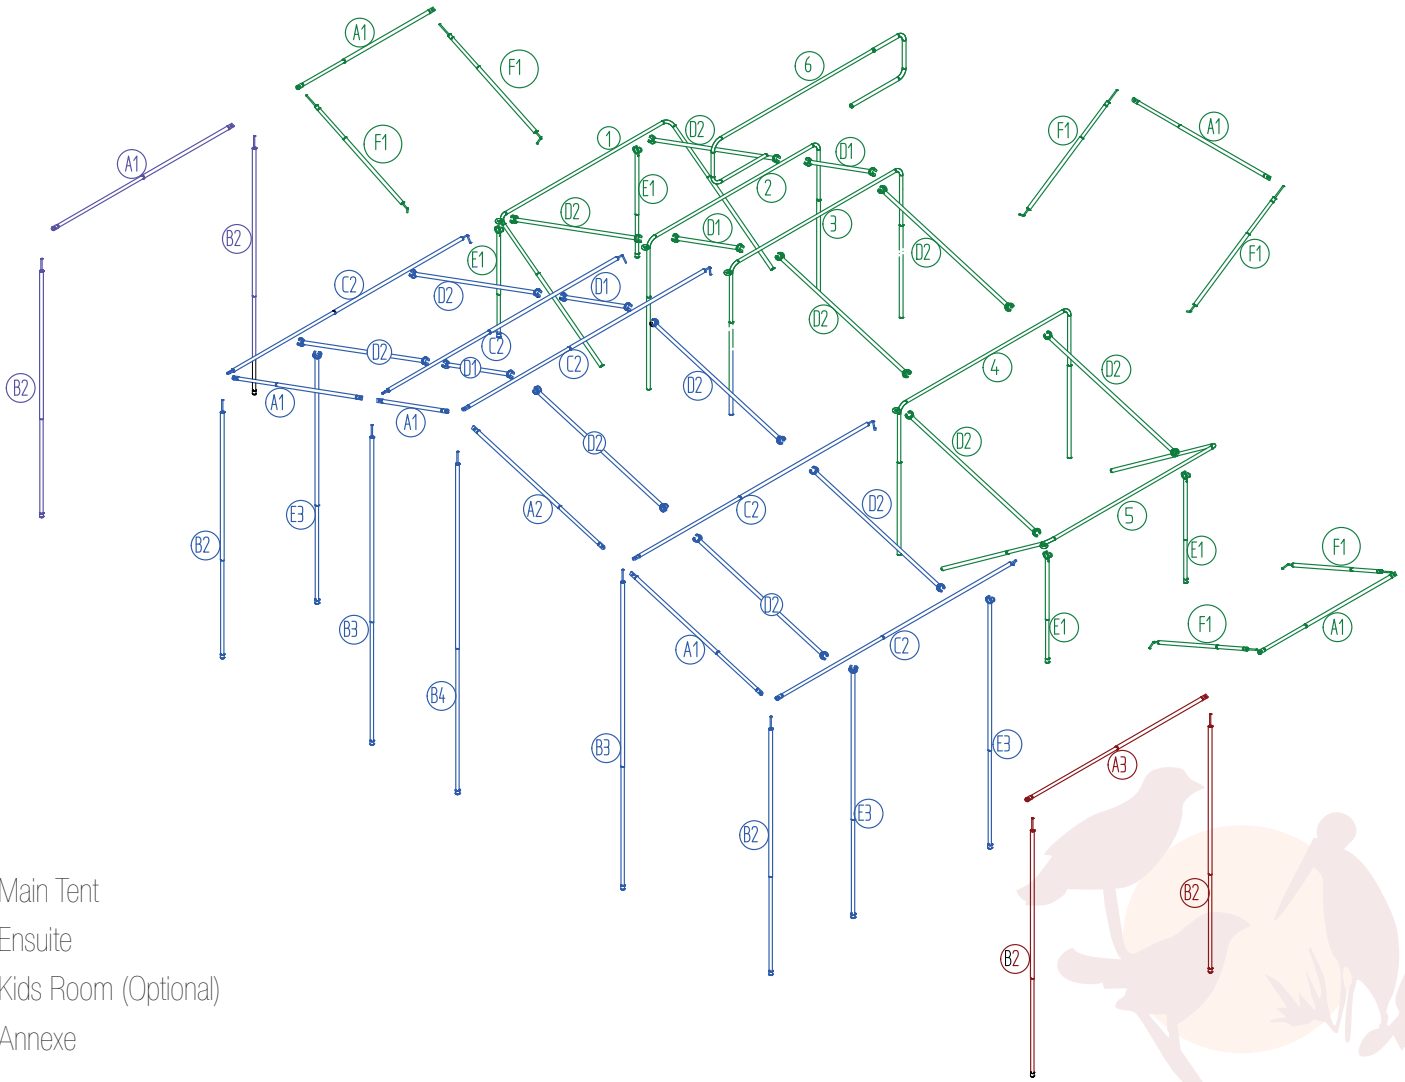 A1
F1
6
F1
A1
F1
A1
D2
1
D1
F1
A1
E1
2
D2
3
B2
E1
D1
D2
F1
C2
D2
D1
D2
C2
D2
C2
D1
4
D2
B2
D2
A1
A1
D2
D2
A2
C2
D2
5
E3
B2
E1
F1
D2
F1
A1
B3
E1
A1
C2
B4
B3
E3
A3
E3
B2
Main Tent
B2
Ensuite
B2
Kids Room (Optional)
Annexe